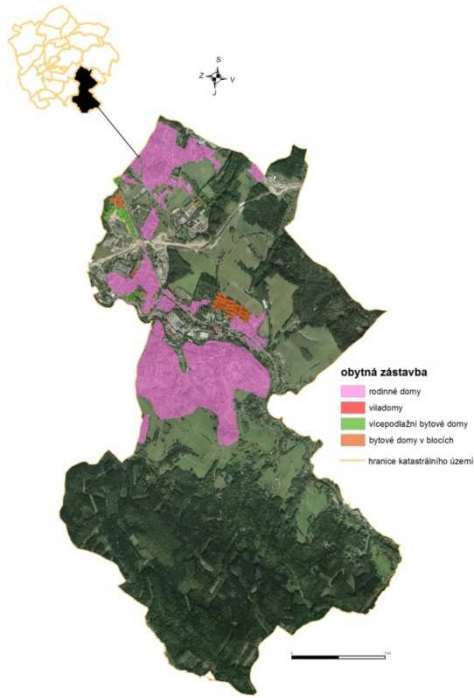 S
Z V
J
obytná zástavba
rodinné domy
viladomy
vícepodlažní bytové domy
bytové domy v blocích
hranice katastrálního území